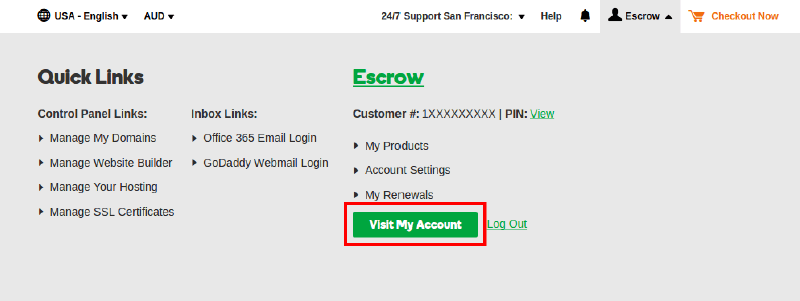 USA - English AUD 24/7 Support San Francisco: Help Escrow Checkout Now
Quick Links
Control Panel Links:
Manage My Domains
Manage Website Builder
Manage Your Hosting
Manage SSL Certificates
Inbox Links:
Office 365 Email Login
GoDaddy Webmail Login
Escrow
Customer #: 1XXXXXXXXX | PIN: View
My Products
Account Settings
My Renewals
Visit My Account Log Out